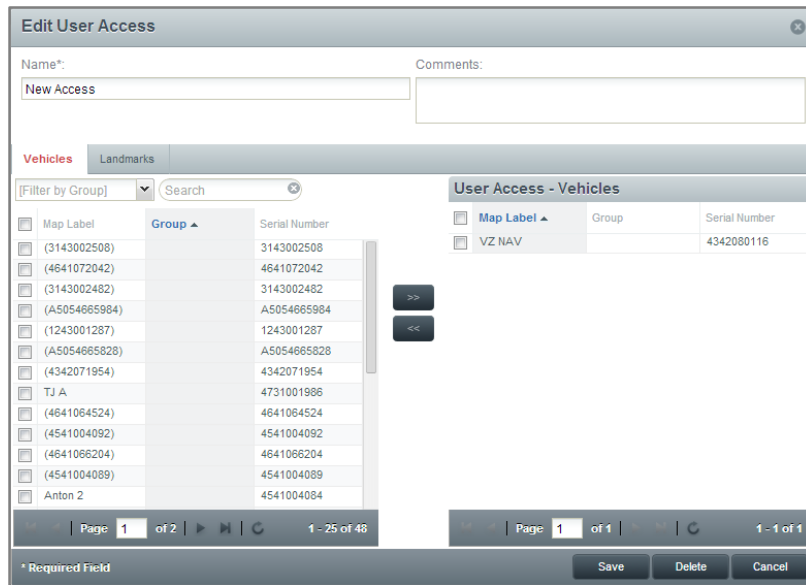 Edit User Access
Name*: Comments:
New Access
Vehicles Landmarks
[Filter by Group] Search User Access - Vehicles
Map Label Group Serial Number Map Label Group Serial Number
(3143002508) 3143002508 VZ NAV 4342080116
(4641072042) 4641072042
(3143002482) 3143002482
(A5054665984) A5054665984
(1243001287) 1243001287
(A5054665828) A5054665828
(4342071954) 4342071954
TJ A 4731001986
(4641064524) 4641064524
(4541004092) 4541004092
(4641066204) 4641066204
(4541004089) 4541004089
Anton 2 4541004084
>>
<<
Page 1 of 2 1 - 25 of 48 Page 1 of 1 1 - 1 of 1
* Required Field Save Delete Cancel